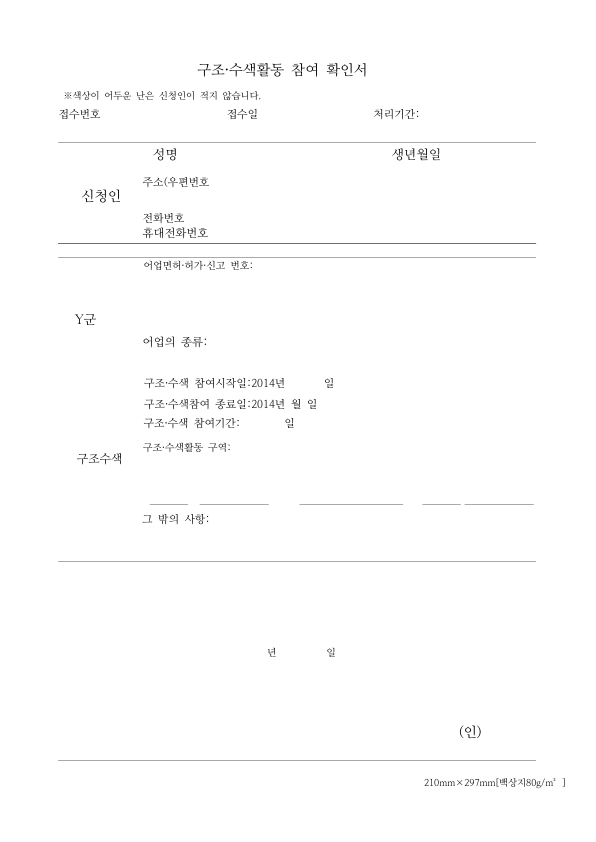 구조·수색활동 참여 확인서
※색상이 어두운 난은 신청인이 적지 않습니다.
접수번호 접수일 처리기간:
성명 생년월일
주소(우편번호
신청인
전화번호
휴대전화번호
어업면허·허가·신고 번호:
Y군
어업의 종류:
구조·수색 참여시작일:2014년 일
구조·수색참여 종료일:2014년 월 일
구조·수색 참여기간: 일
구조·수색활동 구역:
구조수색
그 밖의 사항:
년 일
(인)
210mm×297mm[백상지80g/㎡ ]